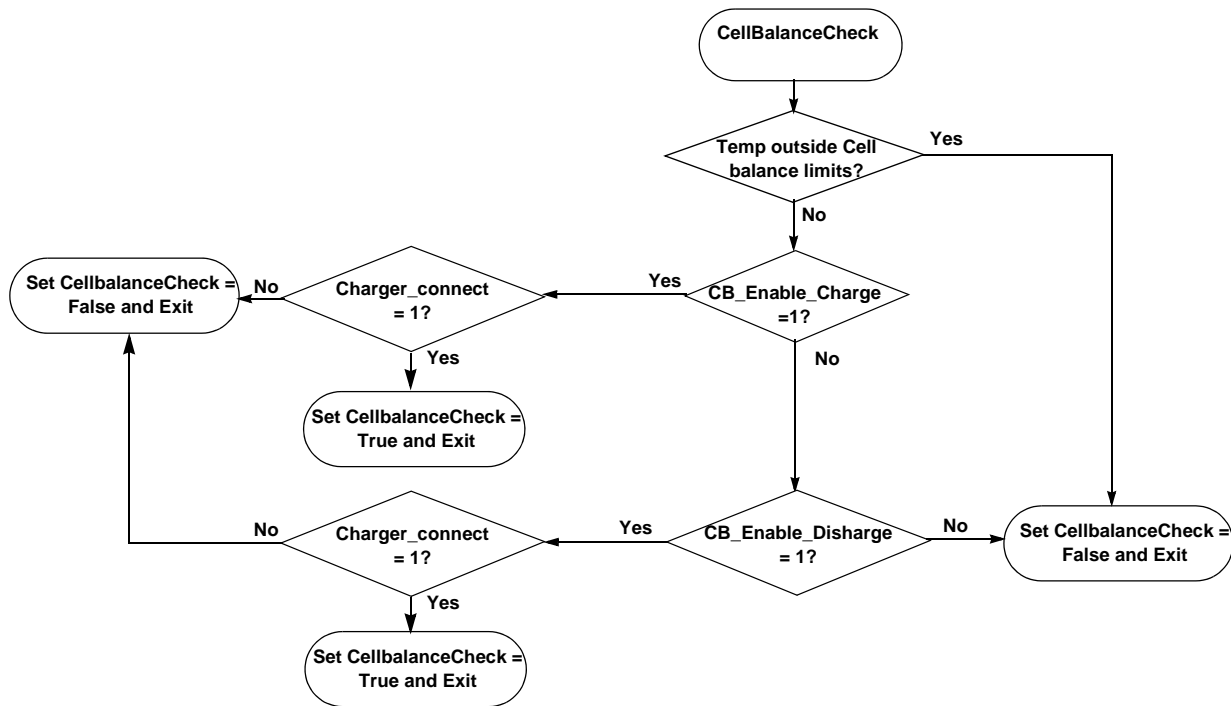 CellBalanceCheck
Temp outside Cell
balance limits?
Yes
No
CB_Enable_Charge
=1?
Yes
No
Charger_connect
= 1?
No
Yes
Set CellbalanceCheck =
False and Exit
Set CellbalanceCheck =
True and Exit
CB_Enable_Disharge
= 1?
Yes
No
Set CellbalanceCheck =
False and Exit
Charger_connect
= 1?
No
Yes
Set CellbalanceCheck =
True and Exit